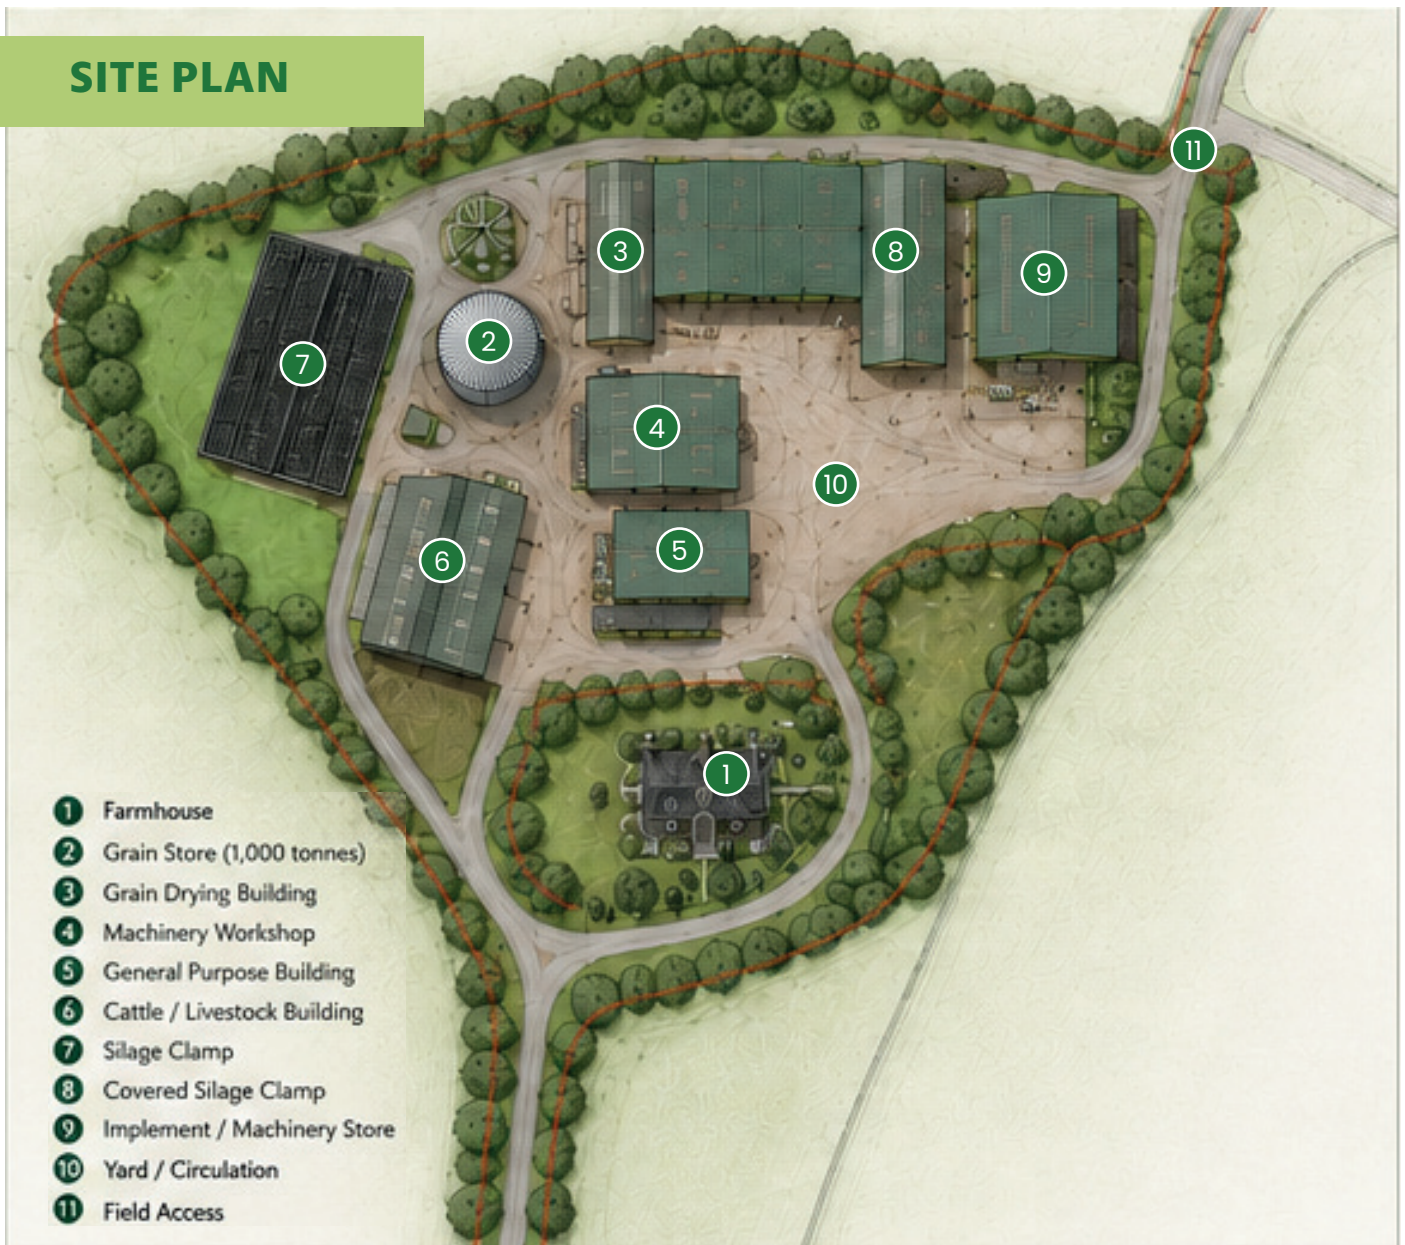 SITE PLAN
11
3
8
9
2
7
4
10
5
6
1
1 Farmhouse
2 Grain Store (1,000 tonnes)
3 Grain Drying Building
4 Machinery Workshop
5 General Purpose Building
6 Cattle / Livestock Building
7 Silage Clamp
8 Covered Silage Clamp
9 Implement / Machinery Store
10 Yard / Circulation
11 Field Access